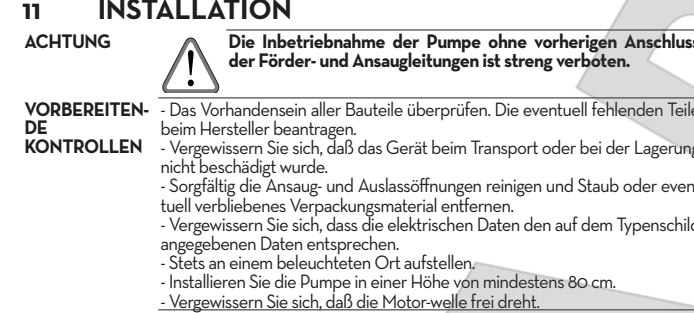 11 INSTALLATION
ACHTUNG
Die Inbetriebnahme der Pumpe ohne vorherigen Anschluss
der Förder- und Ansaugleitungen ist streng verboten.
VORBEREITEN-
DE
KONTROLLEN
- Das Vorhandensein aller Bauteile überprüfen. Die eventuell fehlenden Teile
beim Hersteller beantragen.
- Vergewissern Sie sich, daß das Gerät beim Transport oder bei der Lagerung
nicht beschädigt wurde.
- Sorgfältig die Ansaug- und Auslassöffnungen reinigen und Staub oder even
tuell verbliebenes Verpackungsmaterial entfernen.
- Vergewissern Sie sich, dass die elektrischen Daten den auf dem Typenschild
angegebenen Daten entsprechen.
- Stets an einem beleuchteten Ort aufstellen.
- Installieren Sie die Pumpe in einer Höhe von mindestens 80 cm.
- Vergewissern Sie sich, daß die Motor-welle frei dreht.